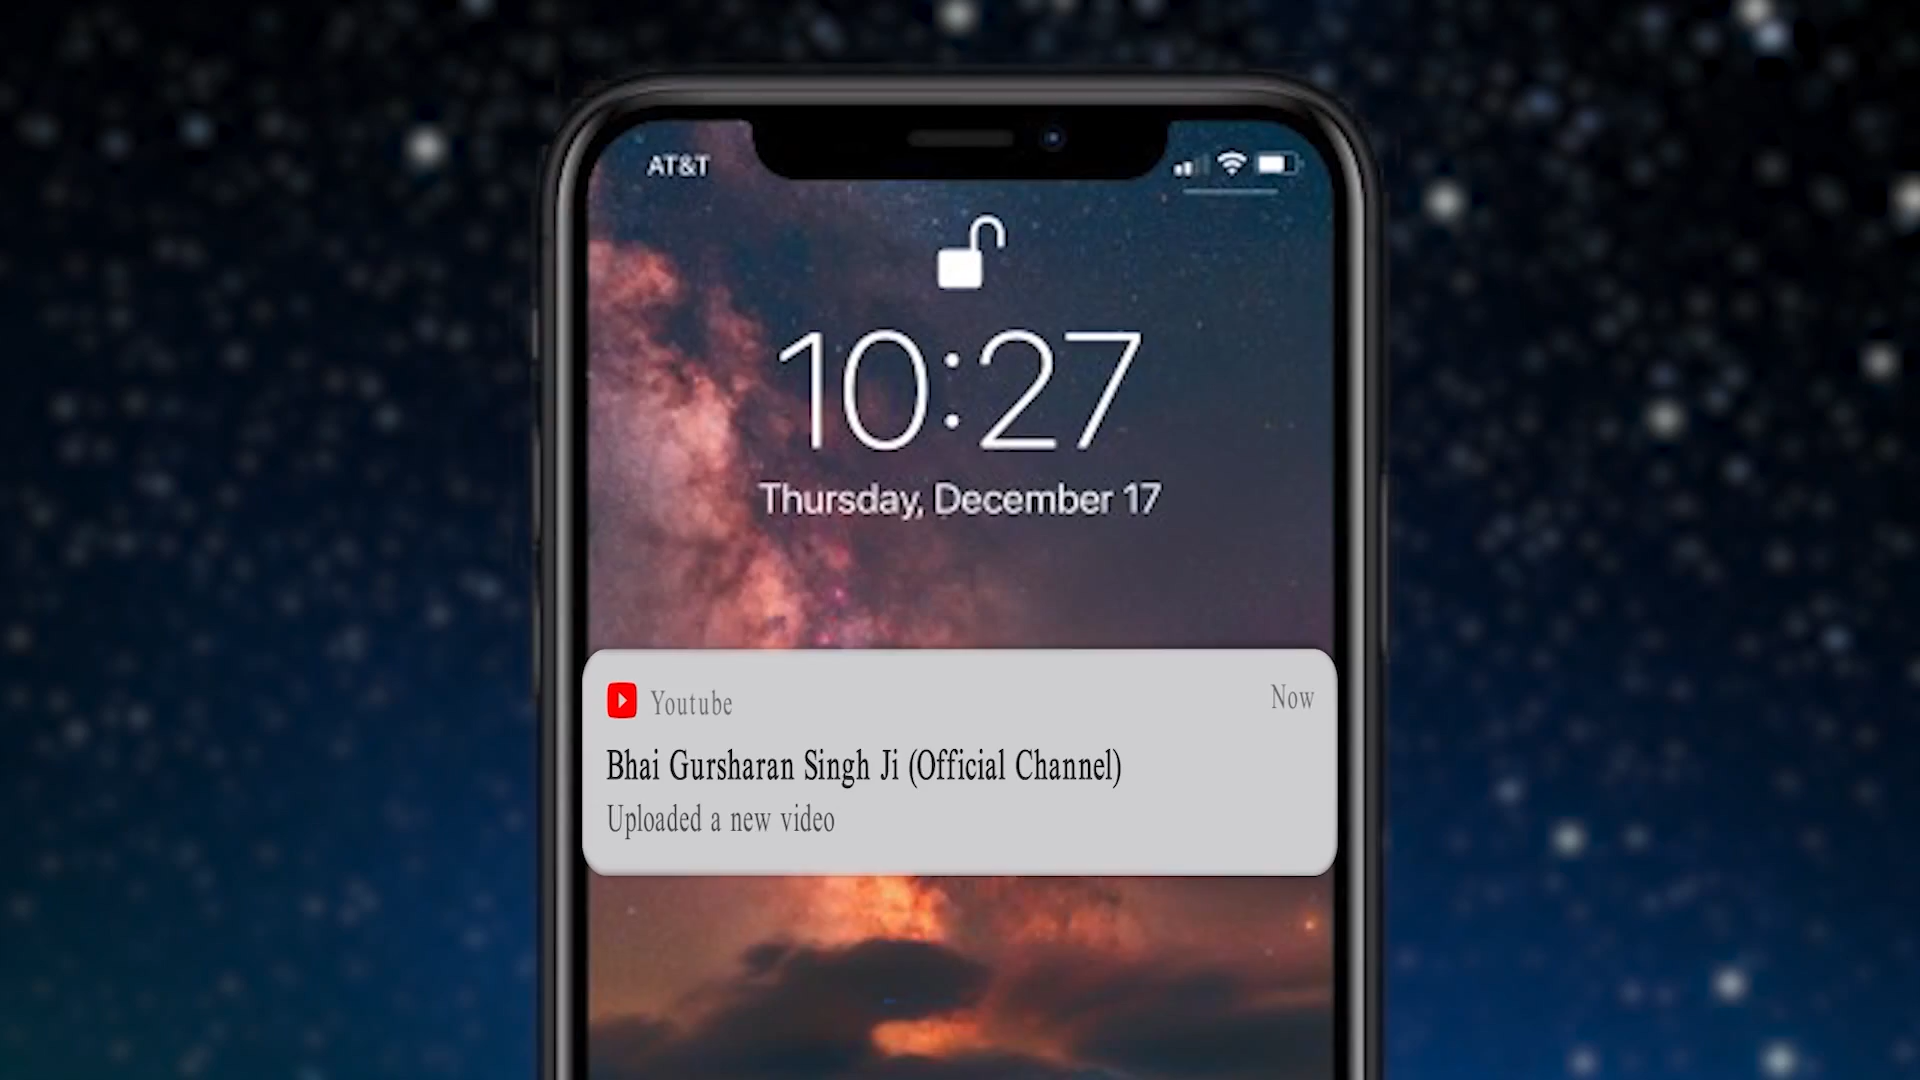 AT&T
10:27
Thursday, December 17
Youtube
Now
Bhai Gursharan Singh Ji (Official Channel)
Uploaded a new video